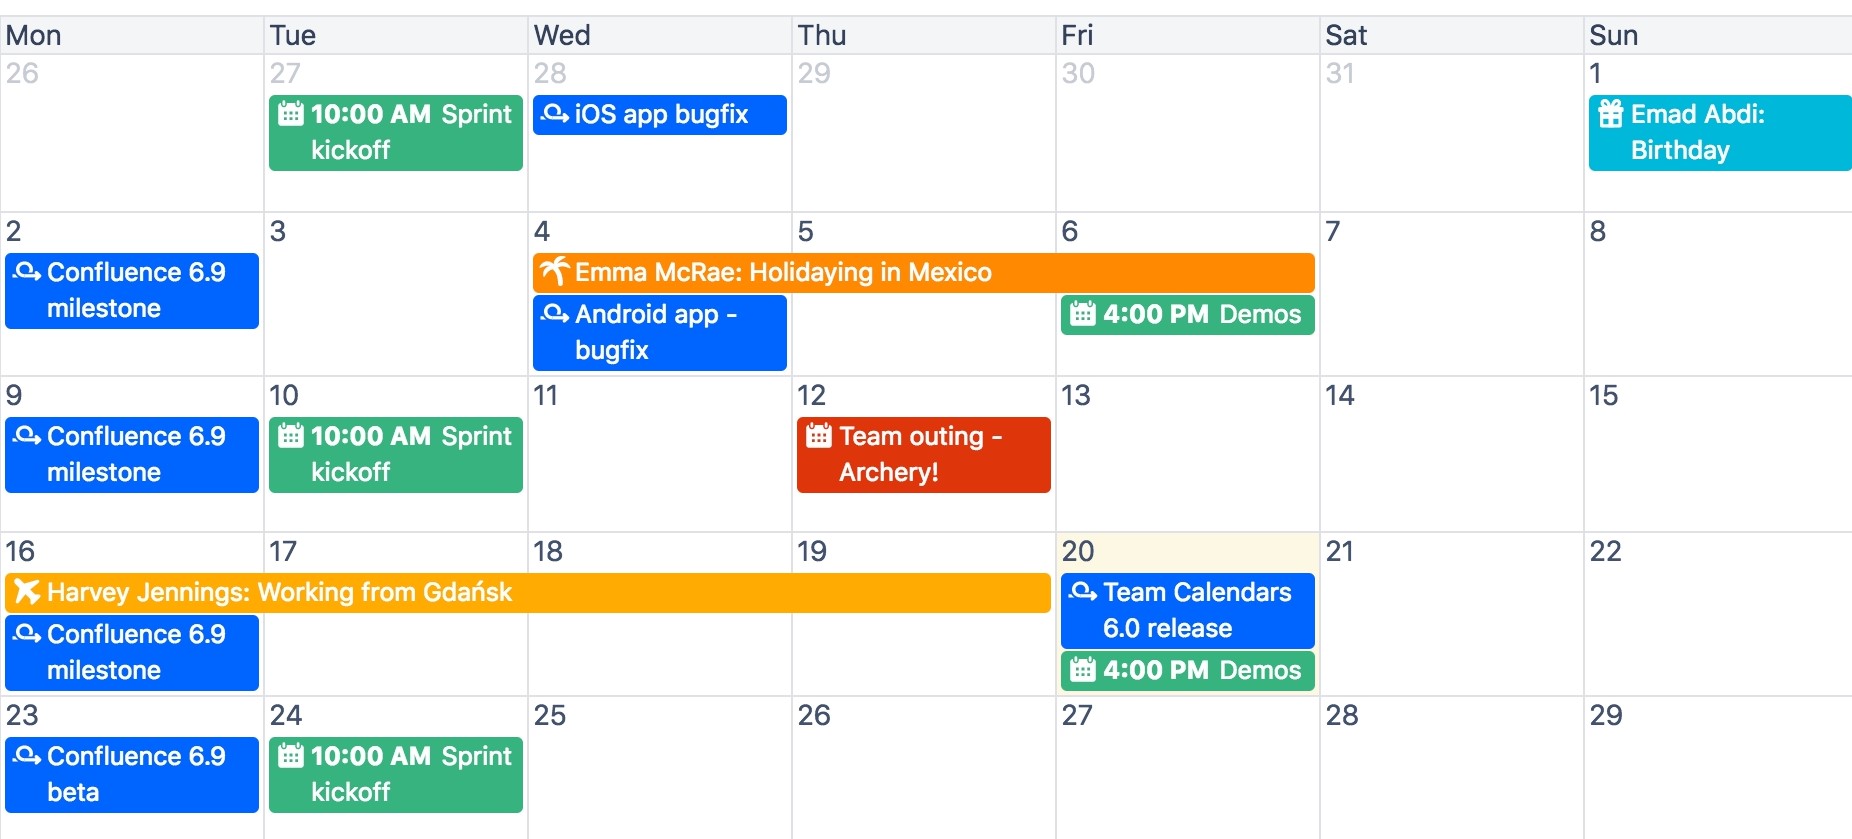 Mon Tue Wed Thu Fri Sat Sun
26 27 28 29 30 31 1
10:00 AM Sprint
kickoff
iOS app bugfix
Emad Abdi:
Birthday
2 3 4 5 6 7 8
Confluence 6.9
milestone
Emma McRae: Holidaying in Mexico
Android app -
bugfix
4:00 PM Demos
9 10 11 12 13 14 15
Confluence 6.9
milestone
10:00 AM Sprint
kickoff
Team outing -
Archery!
16 17 18 19 20 21 22
Harvey Jennings: Working from Gdańsk
Confluence 6.9
milestone
Team Calendars
6.0 release
4:00 PM Demos
23 24 25 26 27 28 29
Confluence 6.9
beta
10:00 AM Sprint
kickoff